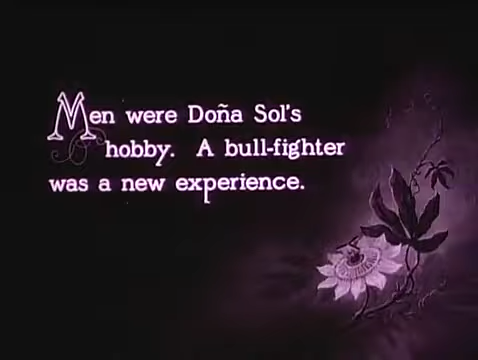 Men were Doña Sol's
hobby. A bull-fighter
was a new experience.